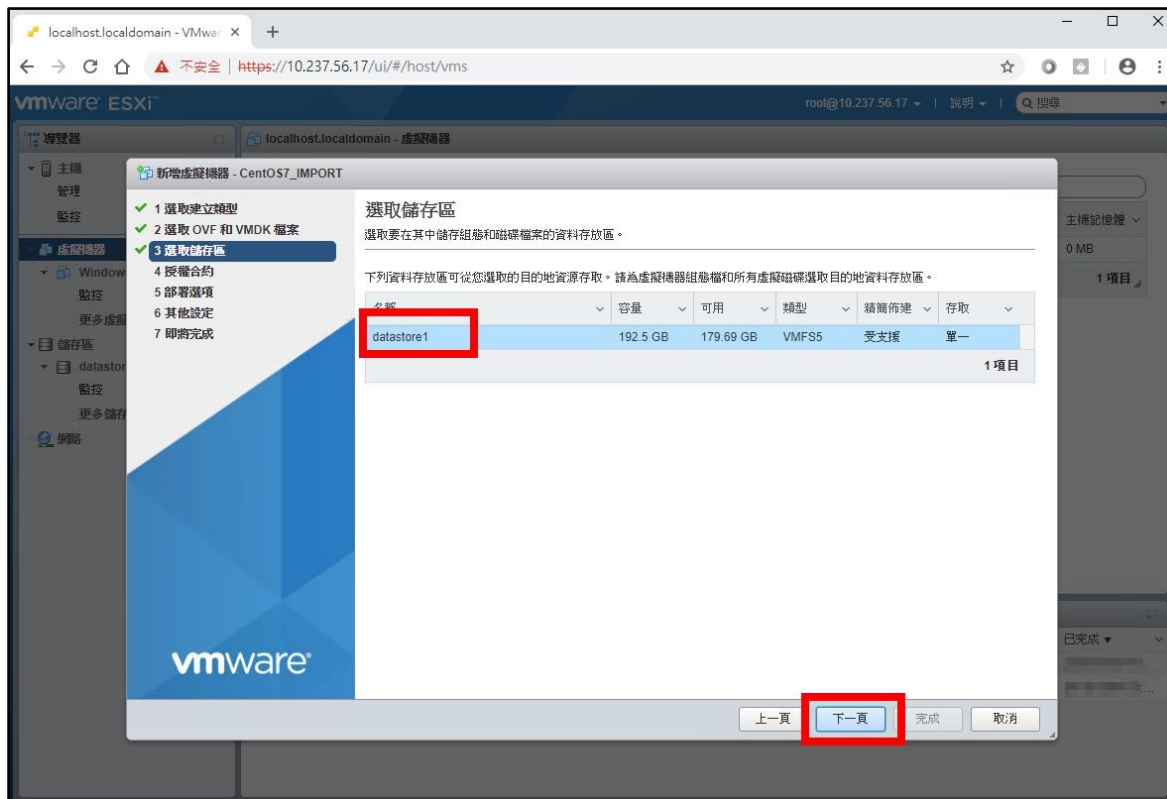 localhost.localdomain - VMwar
不安全 | https://10.237.56.17/ui/#/host/vms
vmware ESXi™
root@10.237.56.17
說明
搜尋
導覽器
localhost.localdomain - 虛擬機器
主機
管理
監控
虛擬機器
Window
監控
更多虛擬
儲存區
datastor
監控
更多儲存
網路
主機記憶體
0 MB
1 項目
已完成
新增虛擬機器 - CentOS7_IMPORT
1 選取建立類型
2 選取 OVF 和 VMDK 檔案
3 選取儲存區
4 授權合約
5 部署選項
6 其他設定
7 即將完成
vmware®
選取儲存區
選取要在其中儲存組態和磁碟檔案的資料存放區。
下列資料存放區可從您選取的目的地資源存取。請為虛擬機器組態檔和所有虛擬磁碟選取目的地資料存放區。
名稱 容量 可用 類型 精簡佈建 存取
datastore1 192.5 GB 179.69 GB VMFS5 受支援 單一
1 項目
上一頁 下一頁 完成 取消